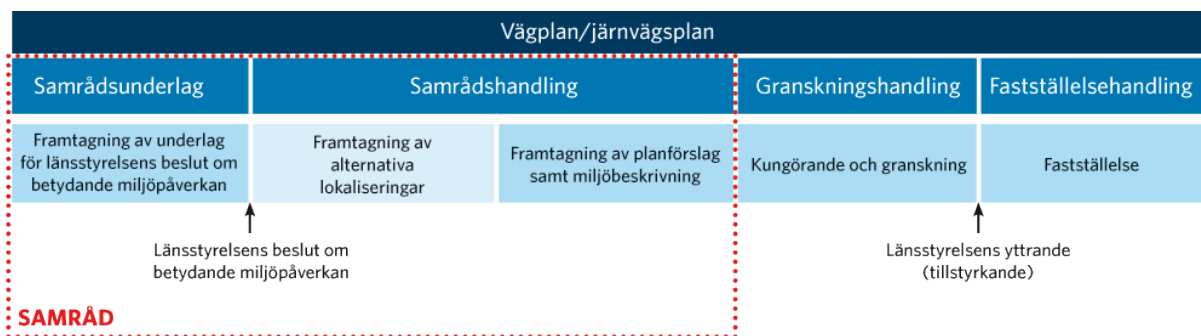 Vägplan/järnvägsplan
Samrådsunderlag
Samrådshandling
Granskningshandling
Fastställelsehandling
Framtagning av underlag
för länsstyrelsens beslut om
betydande miljöpåverkan
Framtagning av
alternativa
lokaliseringar
Framtagning av planförslag
samt miljöbeskrivning
Kungörande och granskning
Fastställelse
Länsstyrelsens beslut om
betydande miljöpåverkan
Länsstyrelsens yttrande
(tillstyrkande)
SAMRÅD